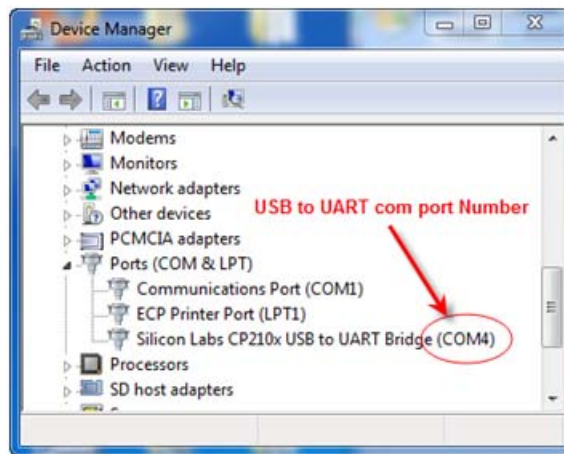 Device Manager
File Action View Help
Modems
Monitors
Network adapters
Other devices
USB to UART com port Number
PCMCIA adapters
Ports (COM & LPT)
Communications Port (COM1)
ECP Printer Port (LPT1)
Silicon Labs CP210x USB to UART Bridge (COM4)
Processors
SD host adapters